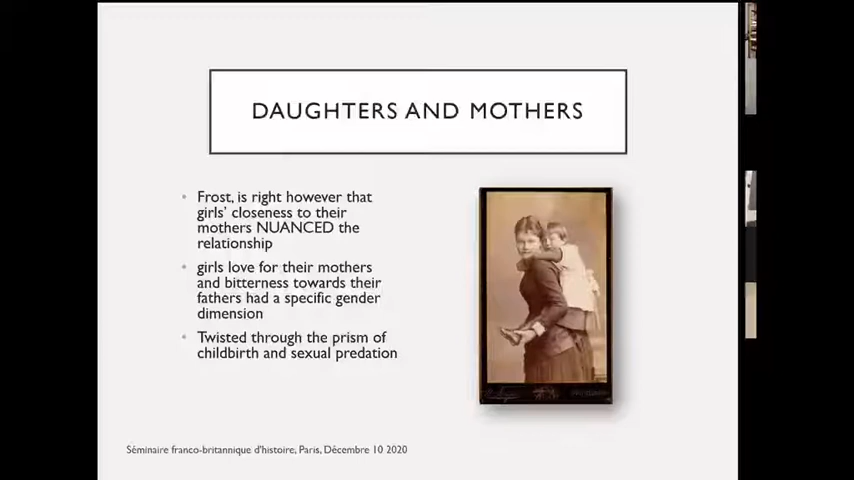 DAUGHTERS AND MOTHERS
Frost, is right however that
girls' closeness to their
mothers NUANCED the
relationship
girls love for their mothers
and bitterness towards their
fathers had a specific gender
dimension
Twisted through the prism of
childbirth and sexual predation
Séminaire franco-britannique d'histoire, Paris, Décembre 10 2020